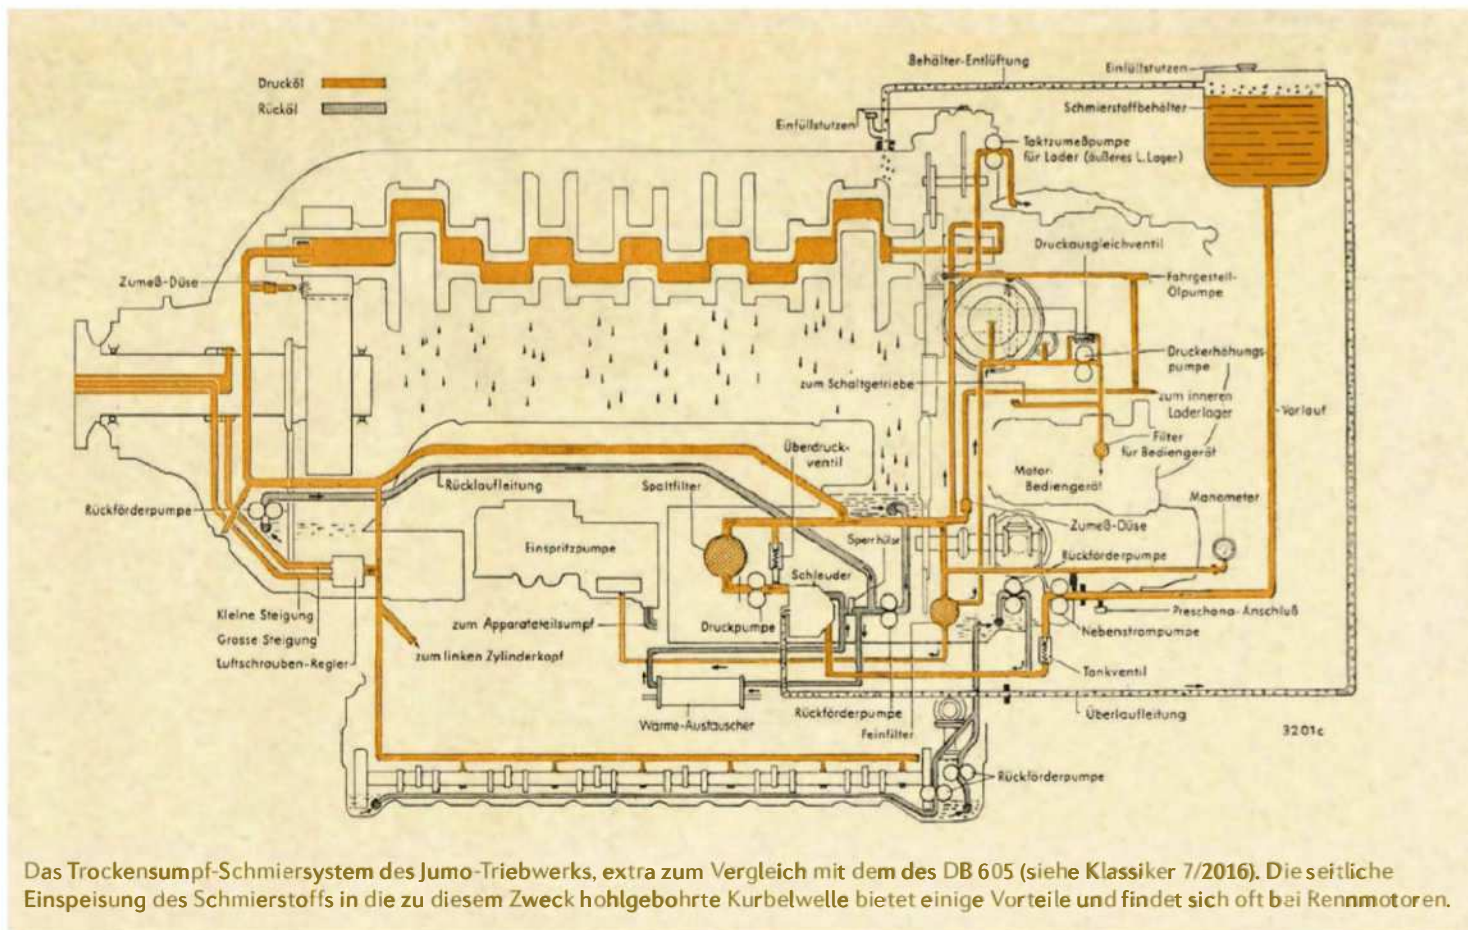 Drucköl
Rücköl
Behälter-Entlüftung
Einfüllstutzen
Schmierstoffbehälter
Einfüllstutzen
Taktzumeßpumpe
für Lader (äußeres L.Lager)
Druckausgleichventil
Zumeß-Düse
Fahrgestell-
Ölpumpe
Druckerhöhungs-
pumpe
zum Schaltgetriebe
zum inneren
Laderlager
Vorlauf
Filter
für Bediengerät
Überdruck-
ventil
Motor-
Bediengerät
Rücklaufleitung
Spaltfilter
Manometer
Rückförderpumpe
Zumeß-Düse
Einspritzpumpe
Sperrhülse
Rückförderpumpe
Schleuder
Kleine Steigung
zum Apparateteilsumpf
Druckpumpe
Preschona-Anschluß
Nebenstrompumpe
Grosse Steigung
zum linken Zylinderkopf
Luftschrauben-Regler
Tankventil
Wärme-Austauscher
Rückförderpumpe
Überlaufleitung
Feinfilter
3201c
Rückförderpumpe
Das Trockensumpf-Schmiersystem des Jumo-Triebwerks, extra zum Vergleich mit dem des DB 605 (siehe Klassiker 7/2016). Die seitliche
Einspeisung des Schmierstoffs in die zu diesem Zweck hohlgebohrte Kurbelwelle bietet einige Vorteile und findet sich oft bei Rennmotoren.